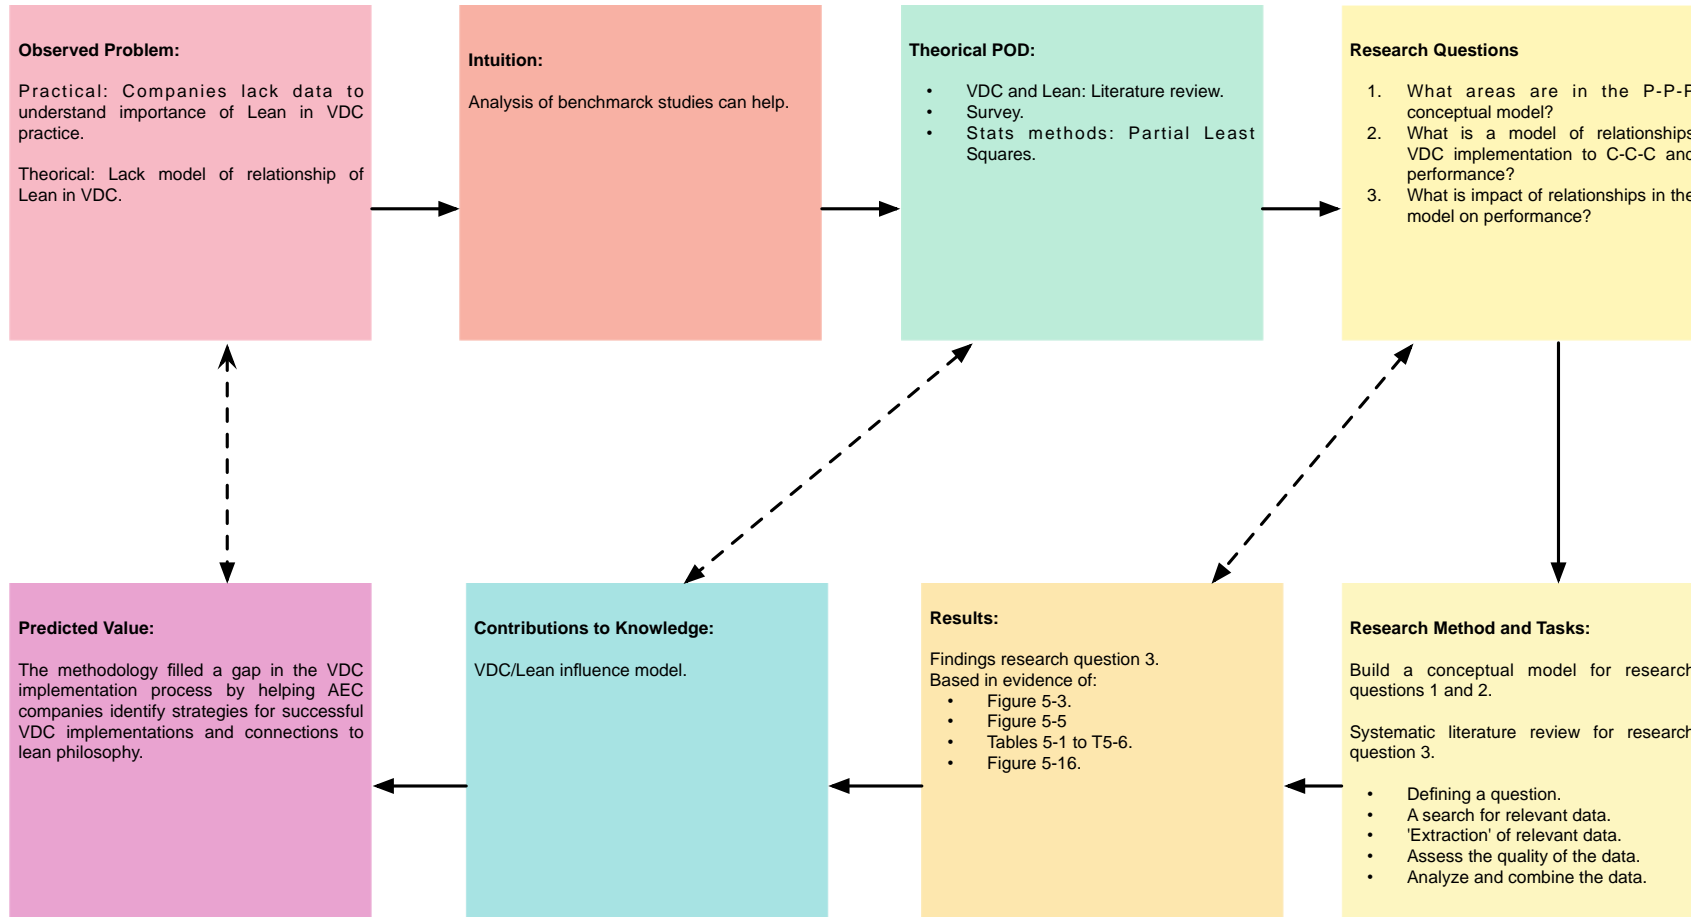 Observed Problem:
Practical: Companies lack data to
understand importance of Lean in VDC
practice.
Theorical: Lack model of relationship of
Lean in VDC.
Intuition:
Analysis of benchmarck studies can help.
Theorical POD:
• VDC and Lean: Literature review.
• Survey.
• Stats methods: Partial Least
Squares.
Research Questions
1. What areas are in the P-P-P
conceptual model?
2. What is a model of relationships
VDC implementation to C-C-C and
performance?
3. What is impact of relationships in the
model on performance?
Predicted Value:
The methodology filled a gap in the VDC
implementation process by helping AEC
companies identify strategies for successful
VDC implementations and connections to
lean philosophy.
Contributions to Knowledge:
VDC/Lean influence model.
Results:
Findings research question 3.
Based in evidence of:
• Figure 5-3.
• Figure 5-5
• Tables 5-1 to T5-6.
• Figure 5-16.
Research Method and Tasks:
Build a conceptual model for research
questions 1 and 2.
Systematic literature review for research
question 3.
• Defining a question.
• A search for relevant data.
• 'Extraction' of relevant data.
• Assess the quality of the data.
• Analyze and combine the data.